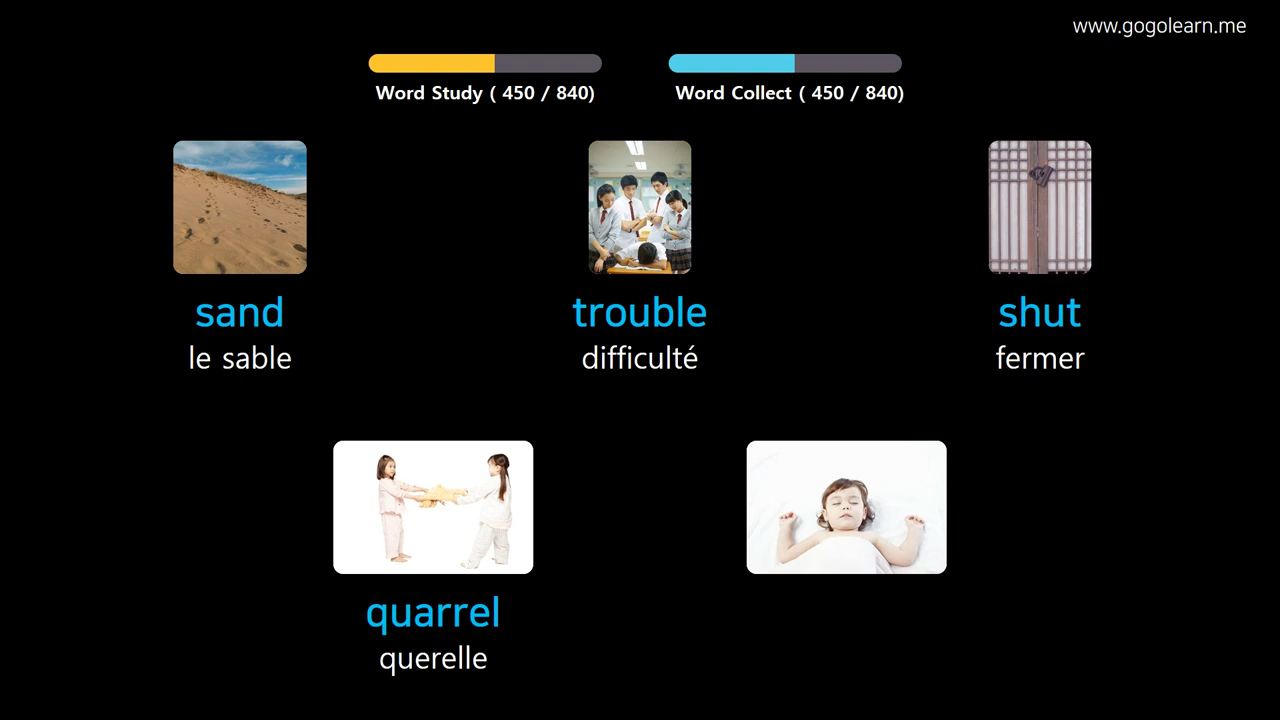 www.gogolearn.me
Word Study ( 450 / 840)
Word Collect ( 450 / 840)
sand
le sable
trouble
difficulté
shut
fermer
quarrel
querelle